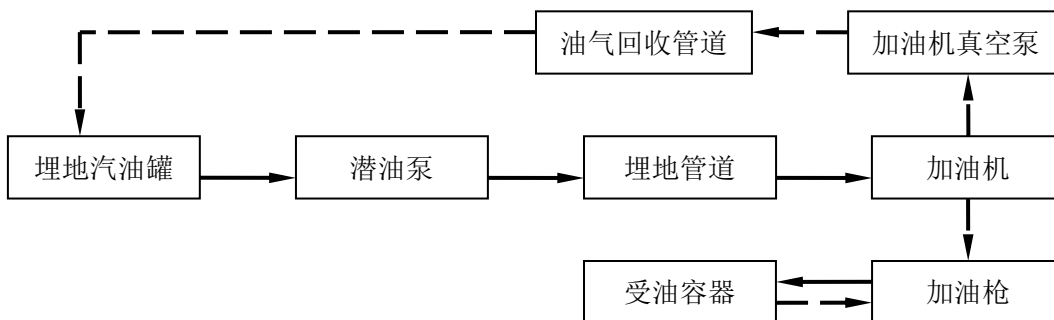 油气回收管道
加油机真空泵
埋地汽油罐
潜油泵
埋地管道
加油机
受油容器
加油枪